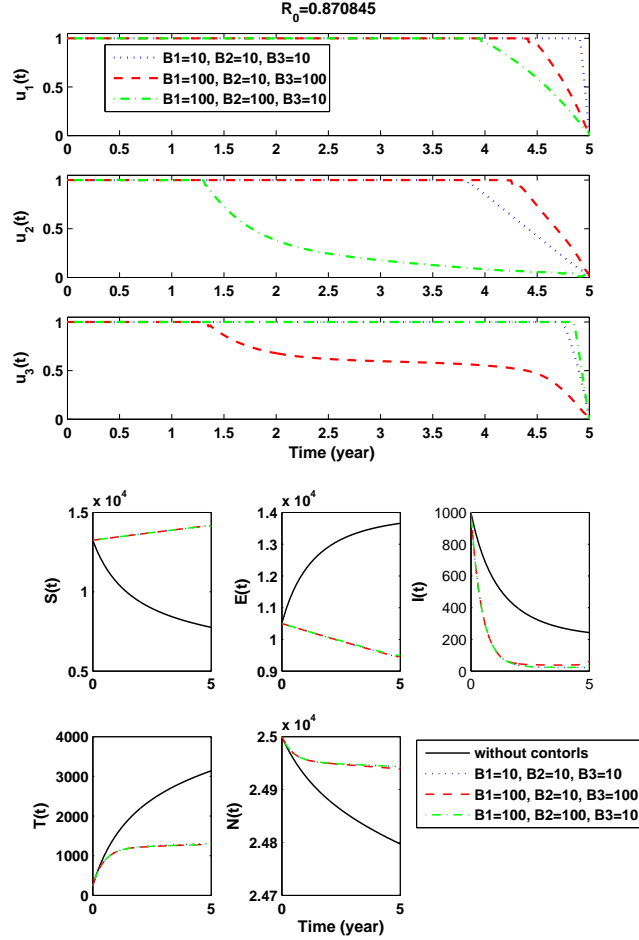 R_0=0.870845
u1(t)
1
0.5
0
B1=10, B2=10, B3=10
B1=100, B2=10, B3=100
B1=100, B2=100, B3=10
0 0.5 1 1.5 2 2.5 3 3.5 4 4.5 5
u2(t)
1
0.5
0
0 0.5 1 1.5 2 2.5 3 3.5 4 4.5 5
u3(t)
1
0.5
0
0 0.5 1 1.5 2 2.5 3 3.5 4 4.5 5
Time (year)
x 10^4
S(t)
1.5
1
0.5
0 5
x 10^4
E(t)
1.4
1.3
1.2
1.1
1
0.9
0 5
I(t)
1000
800
600
400
200
0
0 5
T(t)
4000
3000
2000
1000
0
0 5
x 10^4
N(t)
2.5
2.49
2.48
2.47
0 5
Time (year)
without contorls
B1=10, B2=10, B3=10
B1=100, B2=10, B3=100
B1=100, B2=100, B3=10